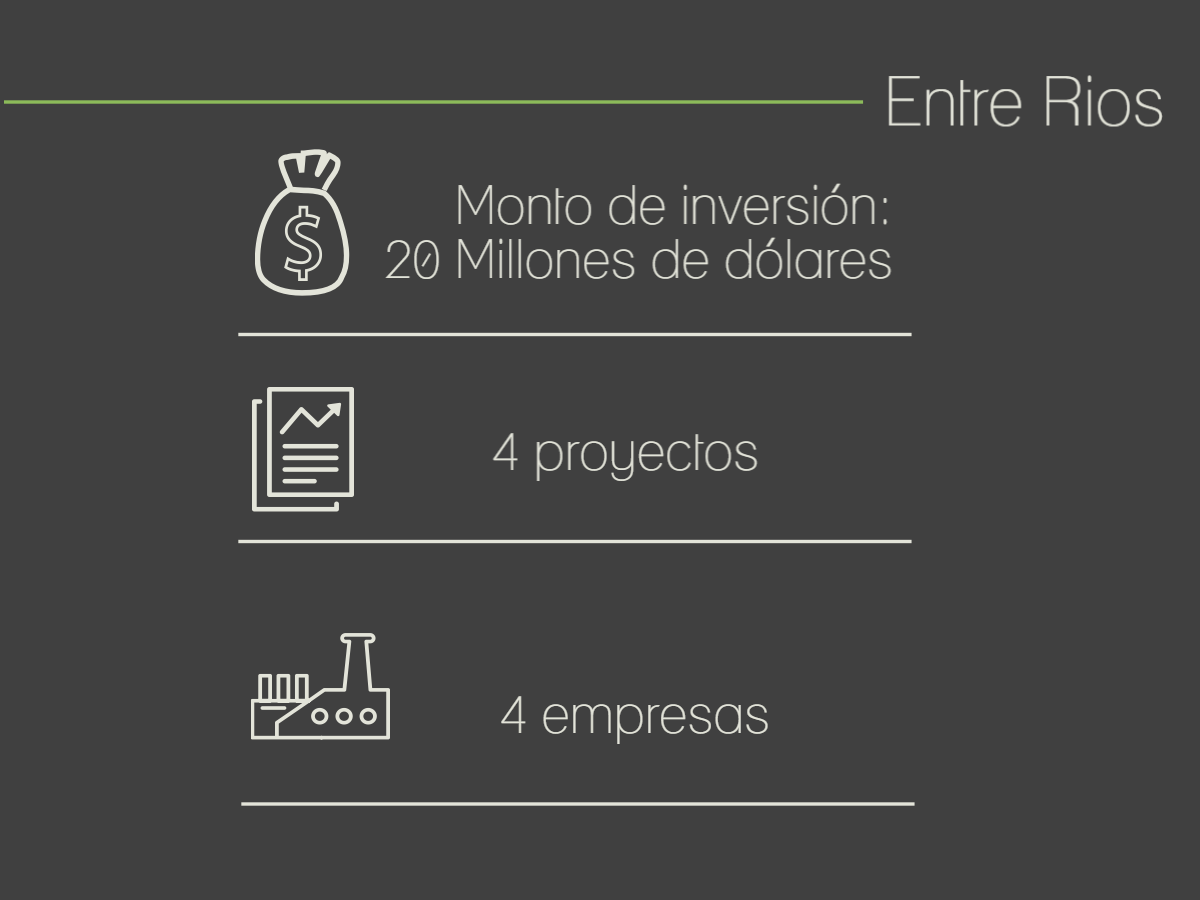 Entre Rios
Monto de inversión:
20 Millones de dólares
4 proyectos
4 empresas